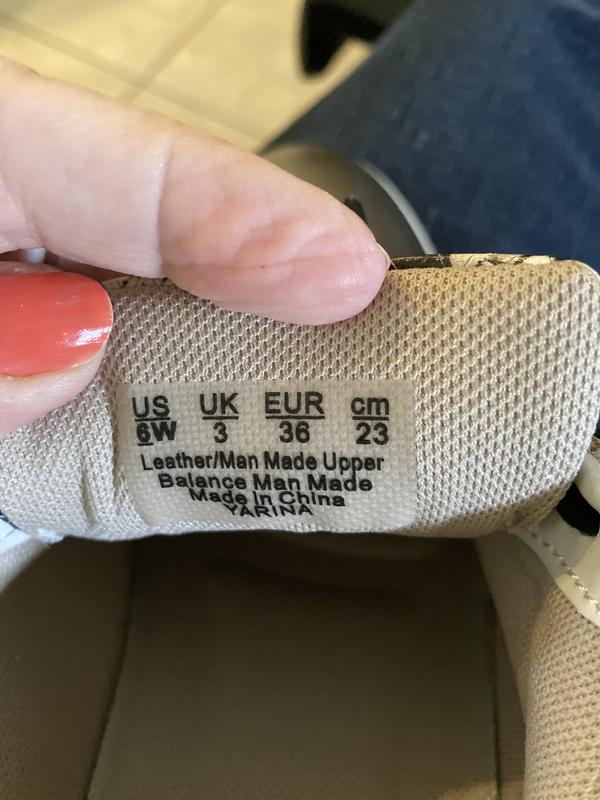 US UK EUR cm
6W 3 36 23
Leather/Man Made Upper
Balance Man Made
Made In China
YARINA